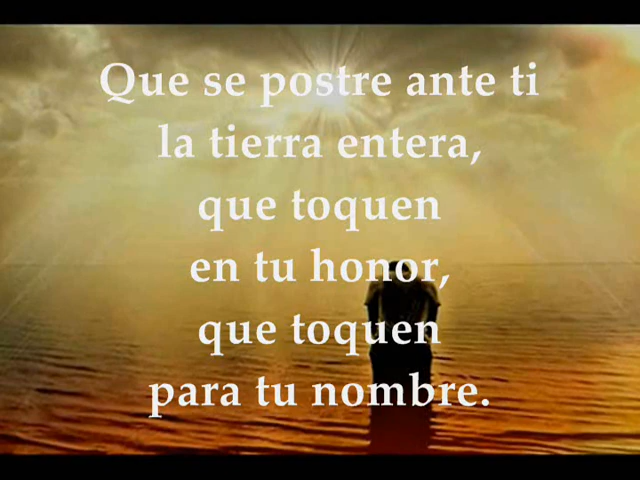 Que se postre ante ti
la tierra entera,
que toquen
en tu honor,
que toquen
para tu nombre.